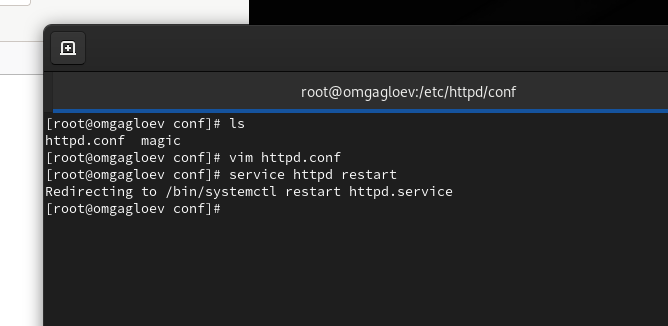 root@omgagloev:/etc/httpd/conf
[root@omgagloev conf]# ls
httpd.conf  magic
[root@omgagloev conf]# vim httpd.conf
[root@omgagloev conf]# service httpd restart
Redirecting to /bin/systemctl restart httpd.service
[root@omgagloev conf]#